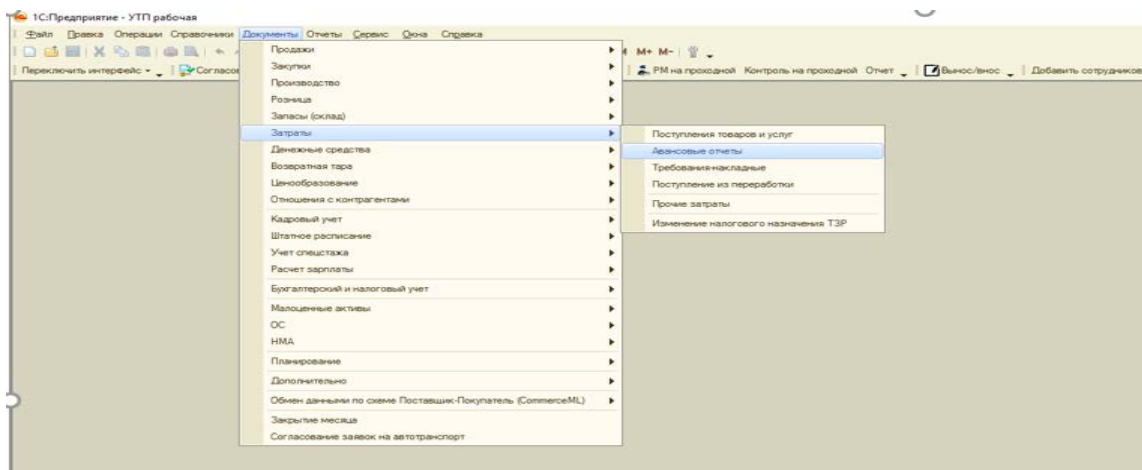 1С:Предприятие - УТП рабочая
Файл Правка Операции Справочники Документы Отчеты Сервис Окна Справка
M+ M-
Переключить интерфейс Согласов РМ на проходной Контроль на проходной Отчет Вынос/внос Добавить сотрудников
Продажи
Закупки
Производство
Розница
Запасы (склад)
Затраты
Денежные средства
Возвратная тара
Ценообразование
Отношения с контрагентами
Кадровый учет
Штатное расписание
Учет спецстажа
Расчет зарплаты
Бухгалтерский и налоговый учет
Малоценные активы
ОС
НМА
Планирование
Дополнительно
Обмен данными по схеме Поставщик-Покупатель (CommerceML)
Закрытие месяца
Согласование заявок на автотранспорт
Поступления товаров и услуг
Авансовые отчеты
Требования-накладные
Поступление из переработки
Прочие затраты
Изменение налогового назначения ТЗР